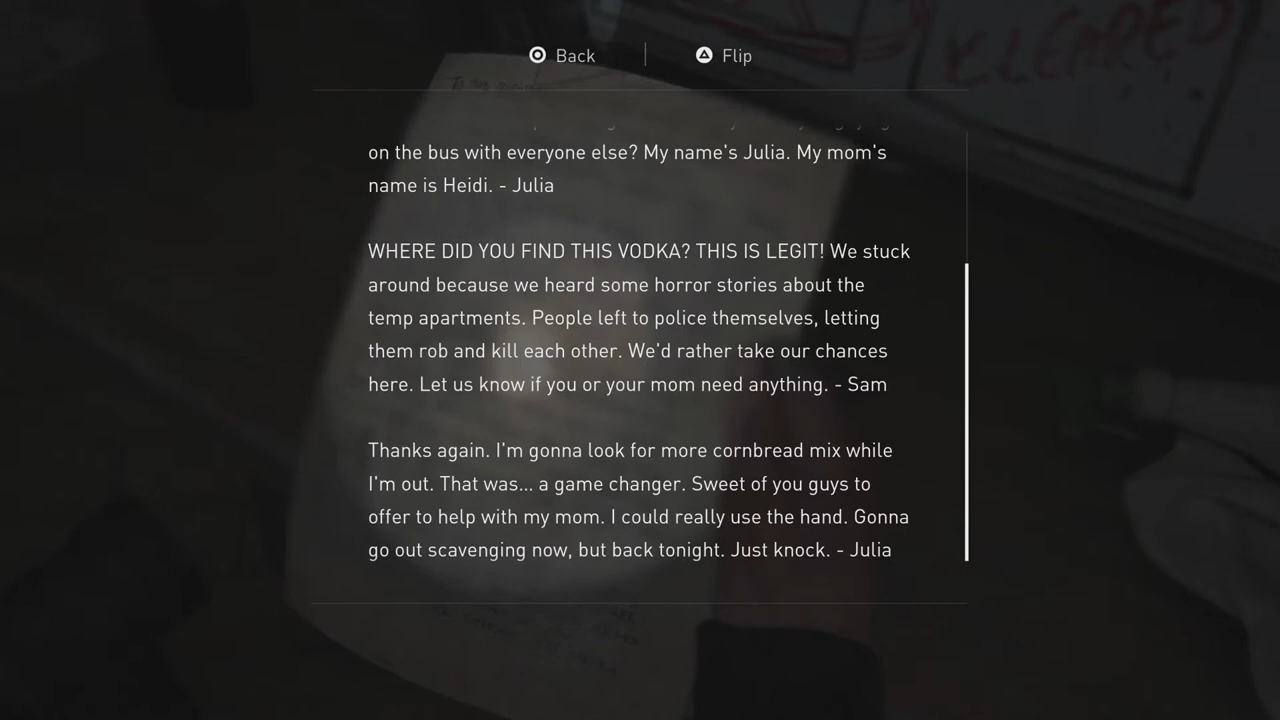 Back
Flip
CLEARED
on the bus with everyone else? My name's Julia. My mom's
name is Heidi. - Julia
WHERE DID YOU FIND THIS VODKA? THIS IS LEGIT! We stuck
around because we heard some horror stories about the
temp apartments. People left to police themselves, letting
them rob and kill each other. We'd rather take our chances
here. Let us know if you or your mom need anything. - Sam
Thanks again. I'm gonna look for more cornbread mix while
I'm out. That was... a game changer. Sweet of you guys to
offer to help with my mom. I could really use the hand. Gonna
go out scavenging now, but back tonight. Just knock. - Julia